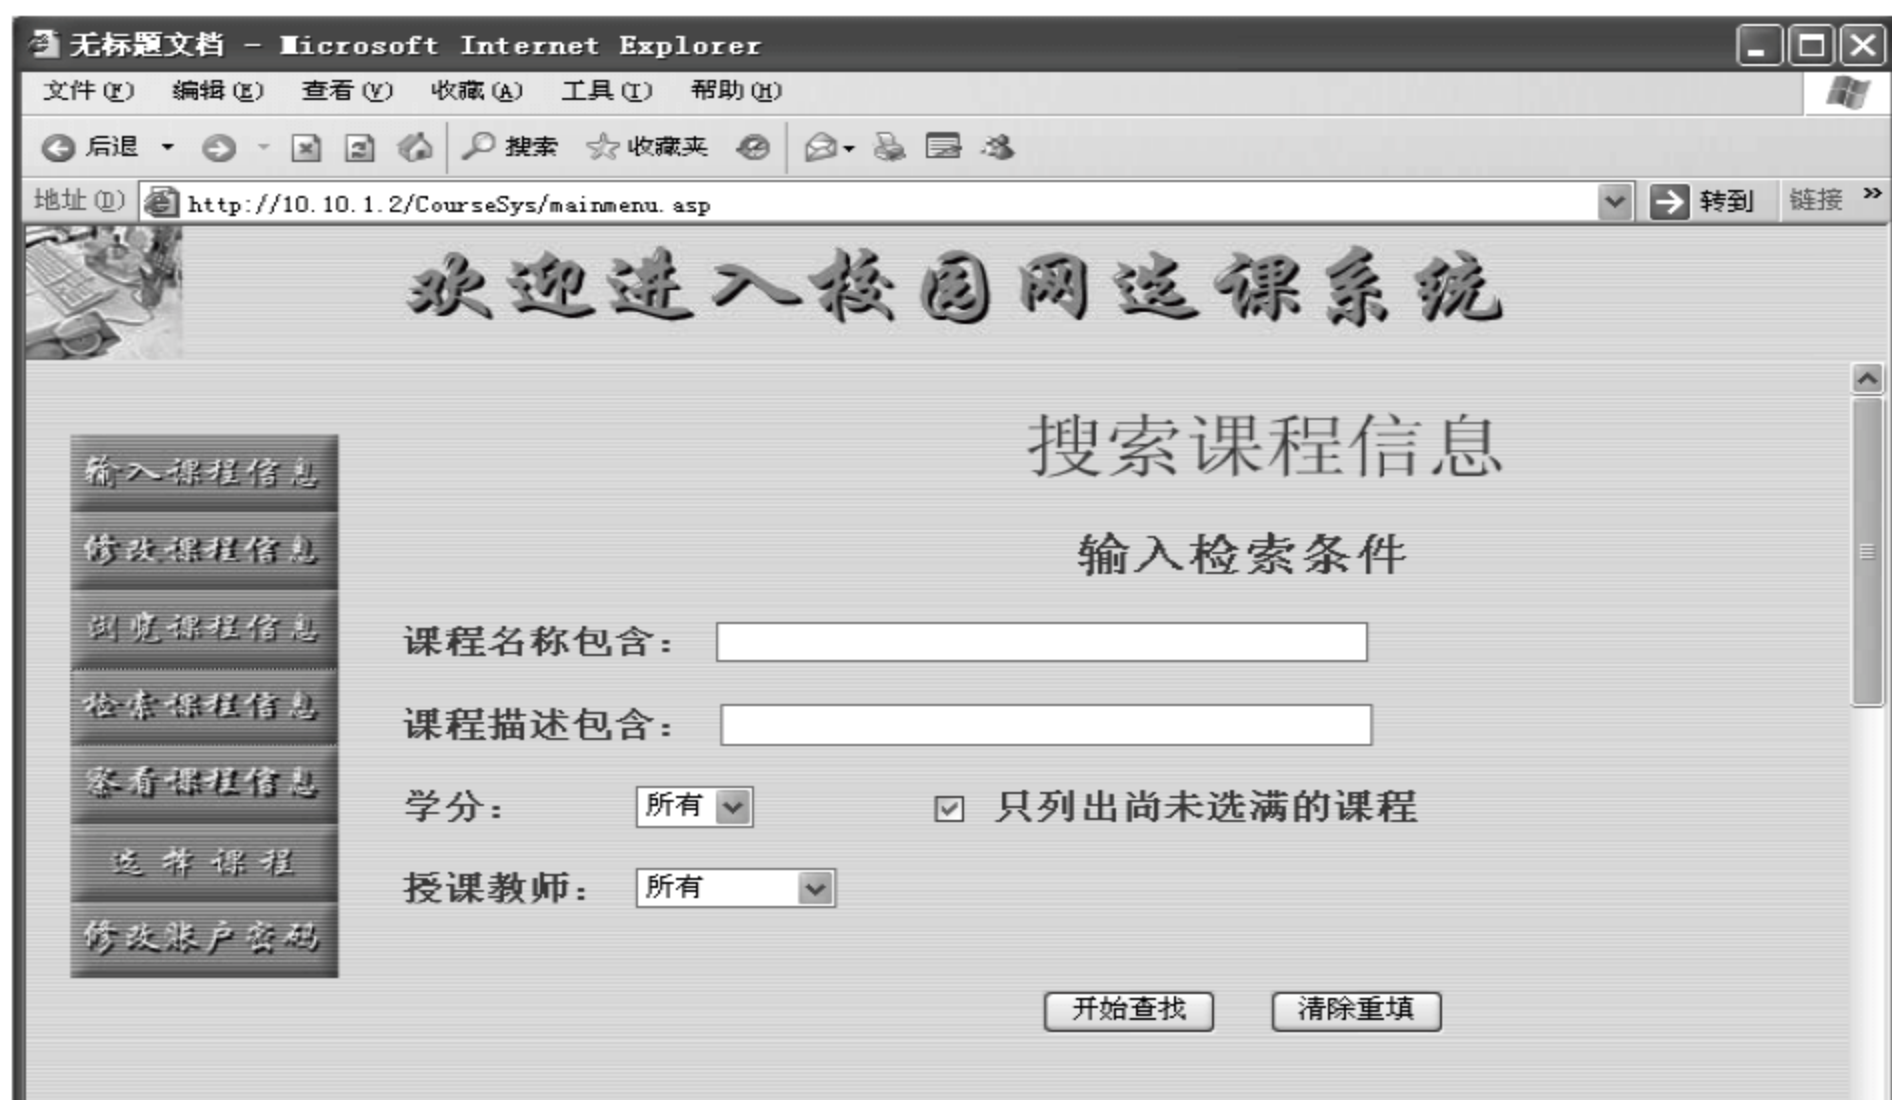 无标题文档 - Microsoft Internet Explorer
文件(F) 编辑(E) 查看(V) 收藏(A) 工具(T) 帮助(H)
后退 搜索 收藏夹
地址(D) http://10.10.1.2/CourseSys/mainmenu.asp 转到 链接 »
欢迎进入校园网选课系统
搜索课程信息
输入检索条件
输入课程信息
修改课程信息
浏览课程信息
检索课程信息
察看课程信息
选择课程
修改账户密码
课程名称包含：
课程描述包含：
学分： 所有 只列出尚未选满的课程
授课教师： 所有
开始查找 清除重填